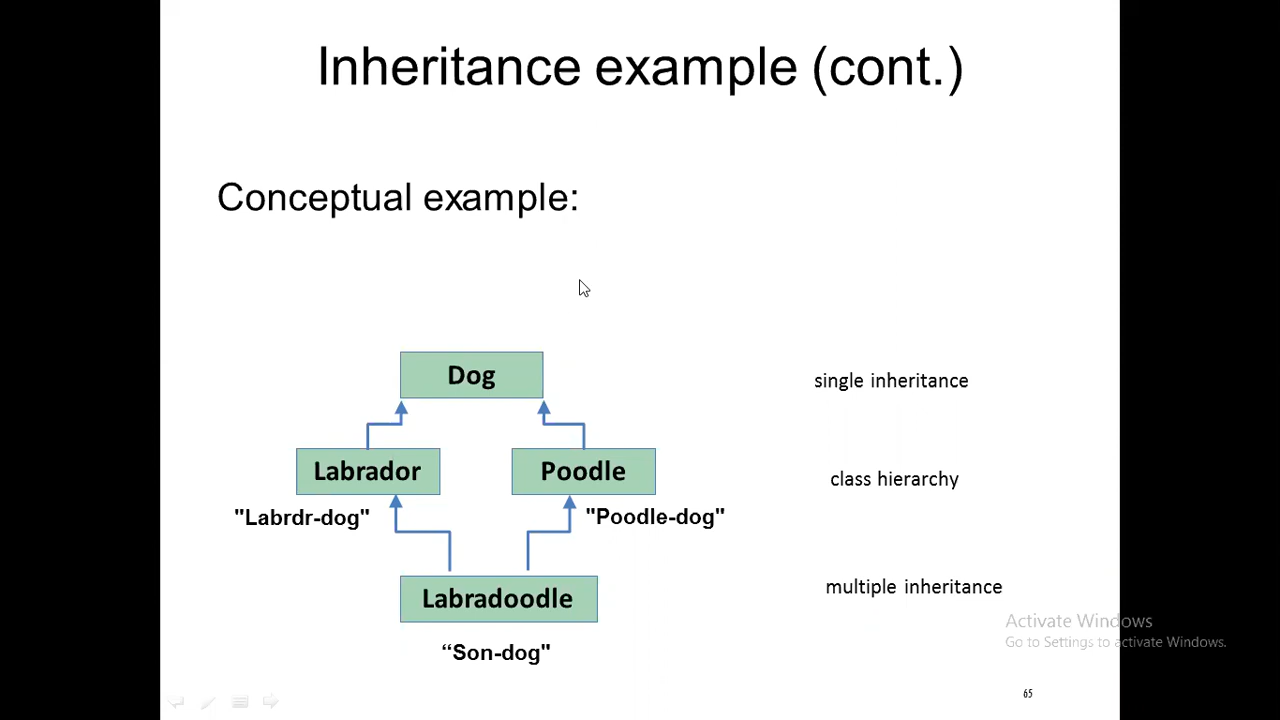 Inheritance example (cont.)
Conceptual example:
Dog
single inheritance
Labrador
Poodle
class hierarchy
"Labrdr-dog"
"Poodle-dog"
Labradoodle
multiple inheritance
“Son-dog"
Activate Windows
Go to Settings to activate Windows.
65